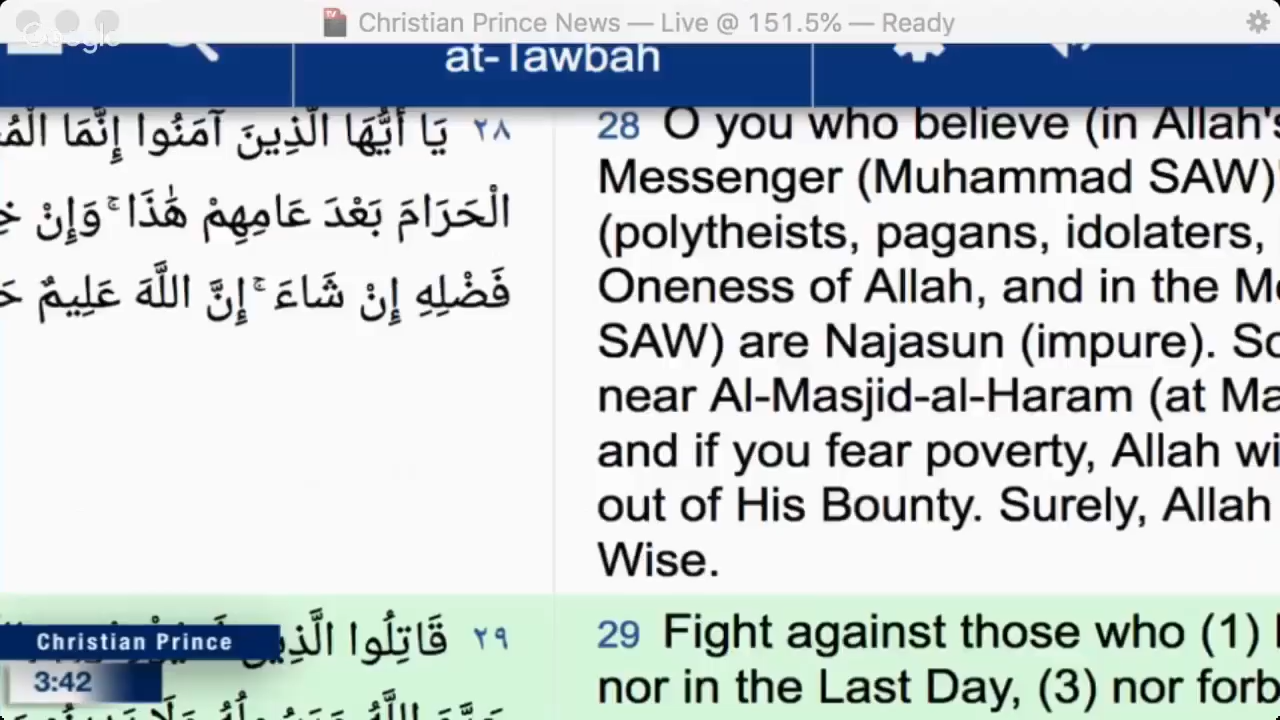 Christian Prince News — Live @ 151.5% — Ready
Google
at-Tawbah
٢٨ يَا أَيُّهَا الَّذِينَ آمَنُوا إِنَّمَا
الْحَرَامَ بَعْدَ عَامِهِمْ هَٰذَا ۚ وَإِنْ
فَضْلِهِ إِنْ شَاءَ ۚ إِنَّ اللَّهَ عَلِيمٌ
28 O you who believe (in Allah's
Messenger (Muhammad SAW)
(polytheists, pagans, idolaters,
Oneness of Allah, and in the
SAW) are Najasun (impure). So
near Al-Masjid-al-Haram (at
and if you fear poverty, Allah
out of His Bounty. Surely, Allah
Wise.
٢٩ قَاتِلُوا الَّذِينَ
29 Fight against those who (1)
nor in the Last Day, (3) nor
Christian Prince
3:42